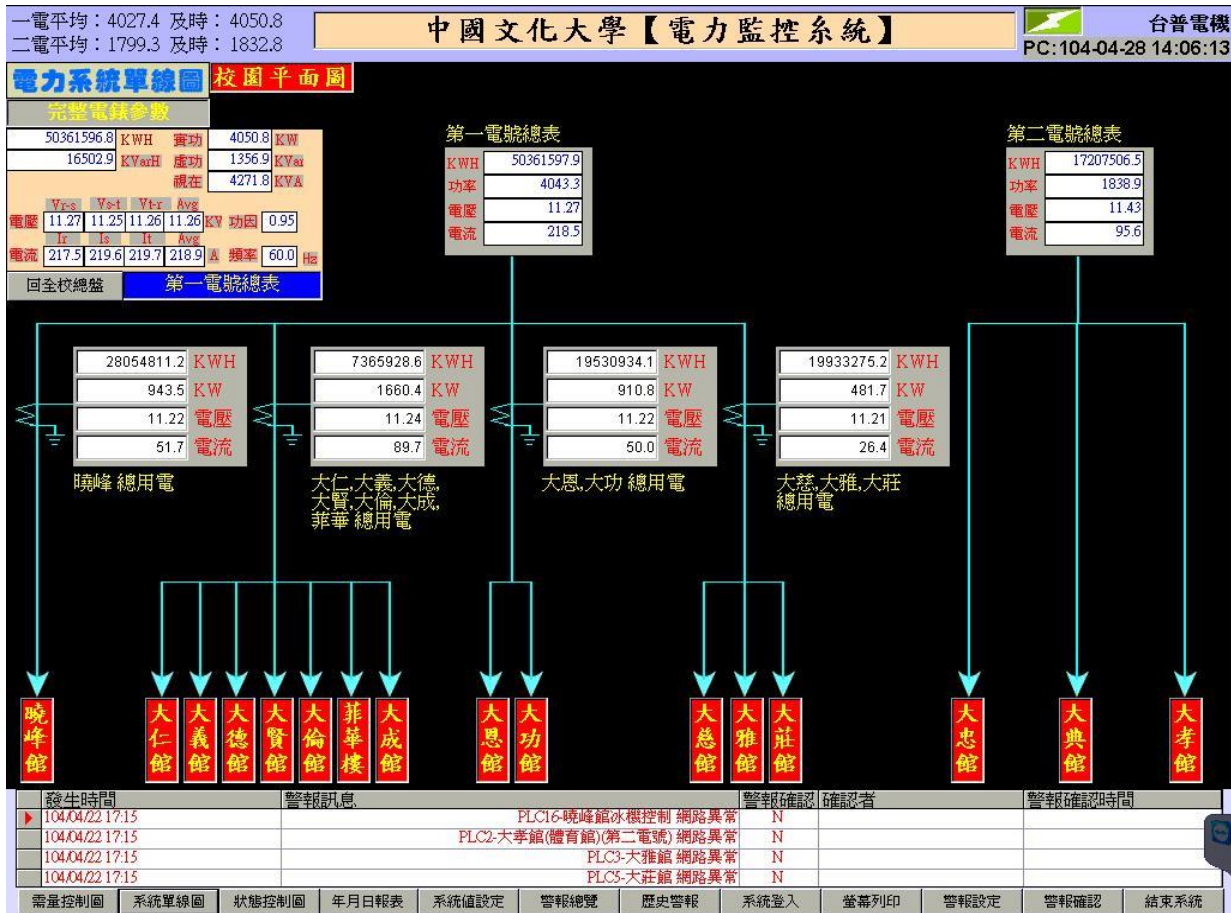 一電平均：4027.4 及時：4050.8
二電平均：1799.3 及時：1832.8
中國文化大學【電力監控系統】
台普電機
PC:104-04-28 14:06:13
電力系統單線圖 校園平面圖
完整電錶參數
50361596.8 KWH 實功 4050.8 KW
16502.9 KVarH 虛功 1356.9 KVar
視在 4271.8 KVA
Vr-s Vs-t Vt-r Avg
電壓 11.27 11.25 11.26 11.26 KV 功因 0.95
Ir Is It Avg
電流 217.5 219.6 219.7 218.9 A 頻率 60.0 Hz
回全校總盤 第一電號總表
第一電號總表
KWH 50361597.9
功率 4043.3
電壓 11.27
電流 218.5
第二電號總表
KWH 17207506.5
功率 1838.9
電壓 11.43
電流 95.6
28054811.2 KWH
943.5 KW
11.22 電壓
51.7 電流
曉峰 總用電
7365928.6 KWH
1660.4 KW
11.24 電壓
89.7 電流
大仁,大義,大德,
大賢,大倫,大成,
菲華 總用電
19530934.1 KWH
910.8 KW
11.22 電壓
50.0 電流
大恩,大功 總用電
19933275.2 KWH
481.7 KW
11.21 電壓
26.4 電流
大慈,大雅,大莊
總用電
曉峰館
大仁館
大義館
大德館
大賢館
大倫館
菲華樓
大成館
大恩館
大功館
大慈館
大雅館
大莊館
大忠館
大典館
大孝館
發生時間 警報訊息 警報確認 確認者 警報確認時間
104/04/22 17:15 PLC16-曉峰館冰機控制 網路異常 N
104/04/22 17:15 PLC2-大孝館(體育館)(第二電號) 網路異常 N
104/04/22 17:15 PLC3-大雅館 網路異常 N
104/04/22 17:15 PLC5-大莊館 網路異常 N
需量控制圖 系統單線圖 狀態控制圖 年月日報表 系統值設定 警報總覽 歷史警報 系統登入 螢幕列印 警報設定 警報確認 結束系統